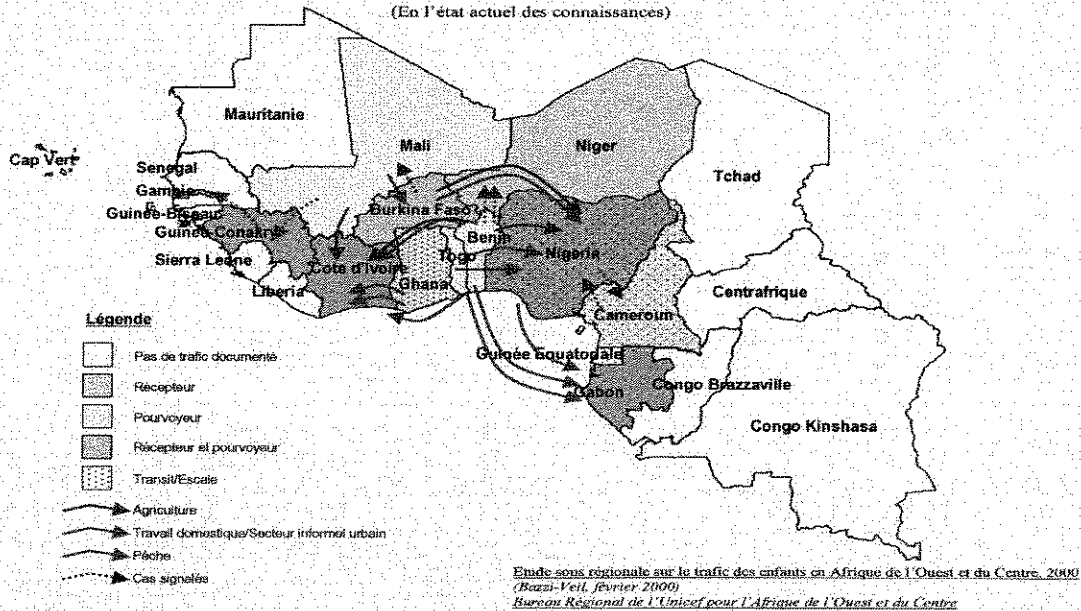 (En l'état actuel des connaissances)
Mauritanie
Mali
Niger
Tchad
Cap Vert
Senegal
Gambie
Guinée-Bissau
Guinée-Conakry
Sierra Leone
Liberia
Cote d'Ivoire
Burkina Faso
Ghana
Togo
Benin
Nigeria
Cameroun
Centrafrique
Guinée Equatoriale
Gabon
Congo Brazzaville
Congo Kinshasa
Légende
Pas de trafic documenté
Récepteur
Pourvoyeur
Récepteur et pourvoyeur
Transit/Escale
Agriculture
Travail domestique/Secteur informel urbain
Pêche
Cas signalés
Etude sous régionale sur le trafic des enfants en Afrique de l'Ouest et du Centre, 2000
(Bazzi-Veil, février 2000)
Bureau Régional de l'Unicef pour l'Afrique de l'Ouest et du Centre